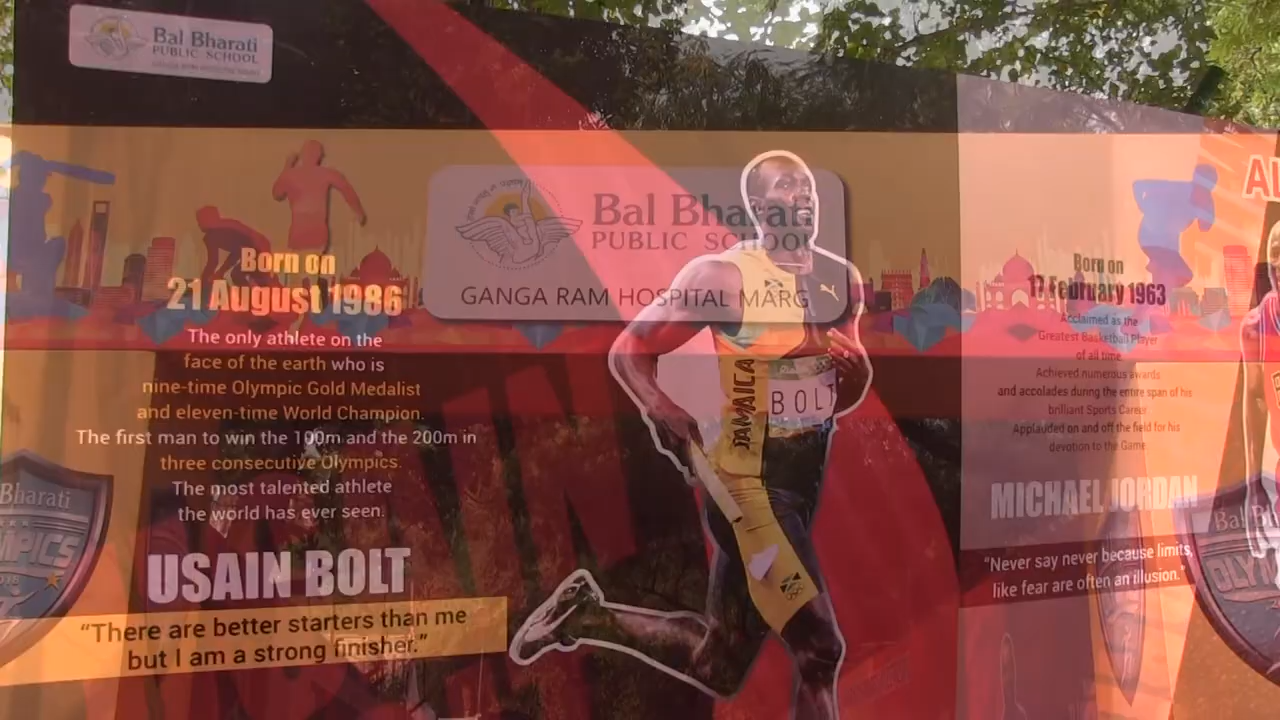 Bal Bharati
PUBLIC SCHOOL
Bal Bharati
PUBLIC SCHOOL
GANGA RAM HOSPITAL MARG
Born on
21 August 1986
The only athlete on the
face of the earth who is
nine-time Olympic Gold Medalist
and eleven-time World Champion.
The first man to win the 100m and the 200m in
three consecutive Olympics.
The most talented athlete
the world has ever seen.
USAIN BOLT
“There are better starters than me
but I am a strong finisher.”
JAMAICA
BOLT
Born on
17 February 1963
Acclaimed as the
Greatest Basketball Player
of all time.
Achieved numerous awards
and accolades during the entire span of his
brilliant Sports Career.
Applauded on and off the field for his
devotion to the Game
MICHAEL JORDAN
“Never say never because limits,
like fear are often an illusion.”
Bharati